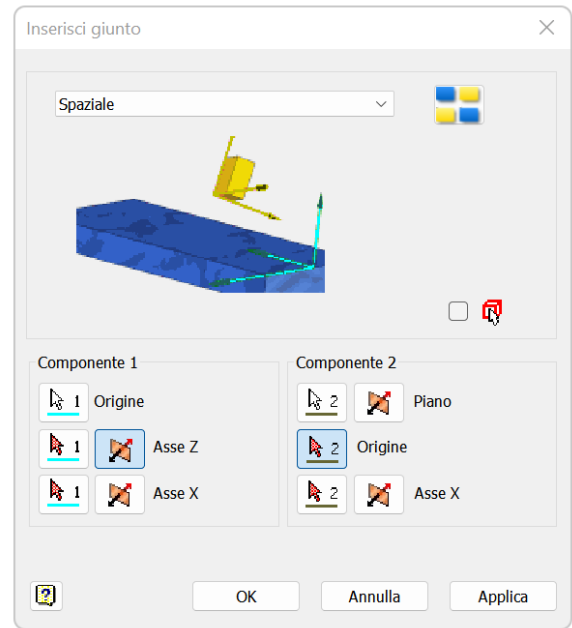 Inserisci giunto
Spaziale
Componente 1
1 Origine
1 Asse Z
1 Asse X
Componente 2
2 Piano
2 Origine
2 Asse X
?
OK Annulla Applica